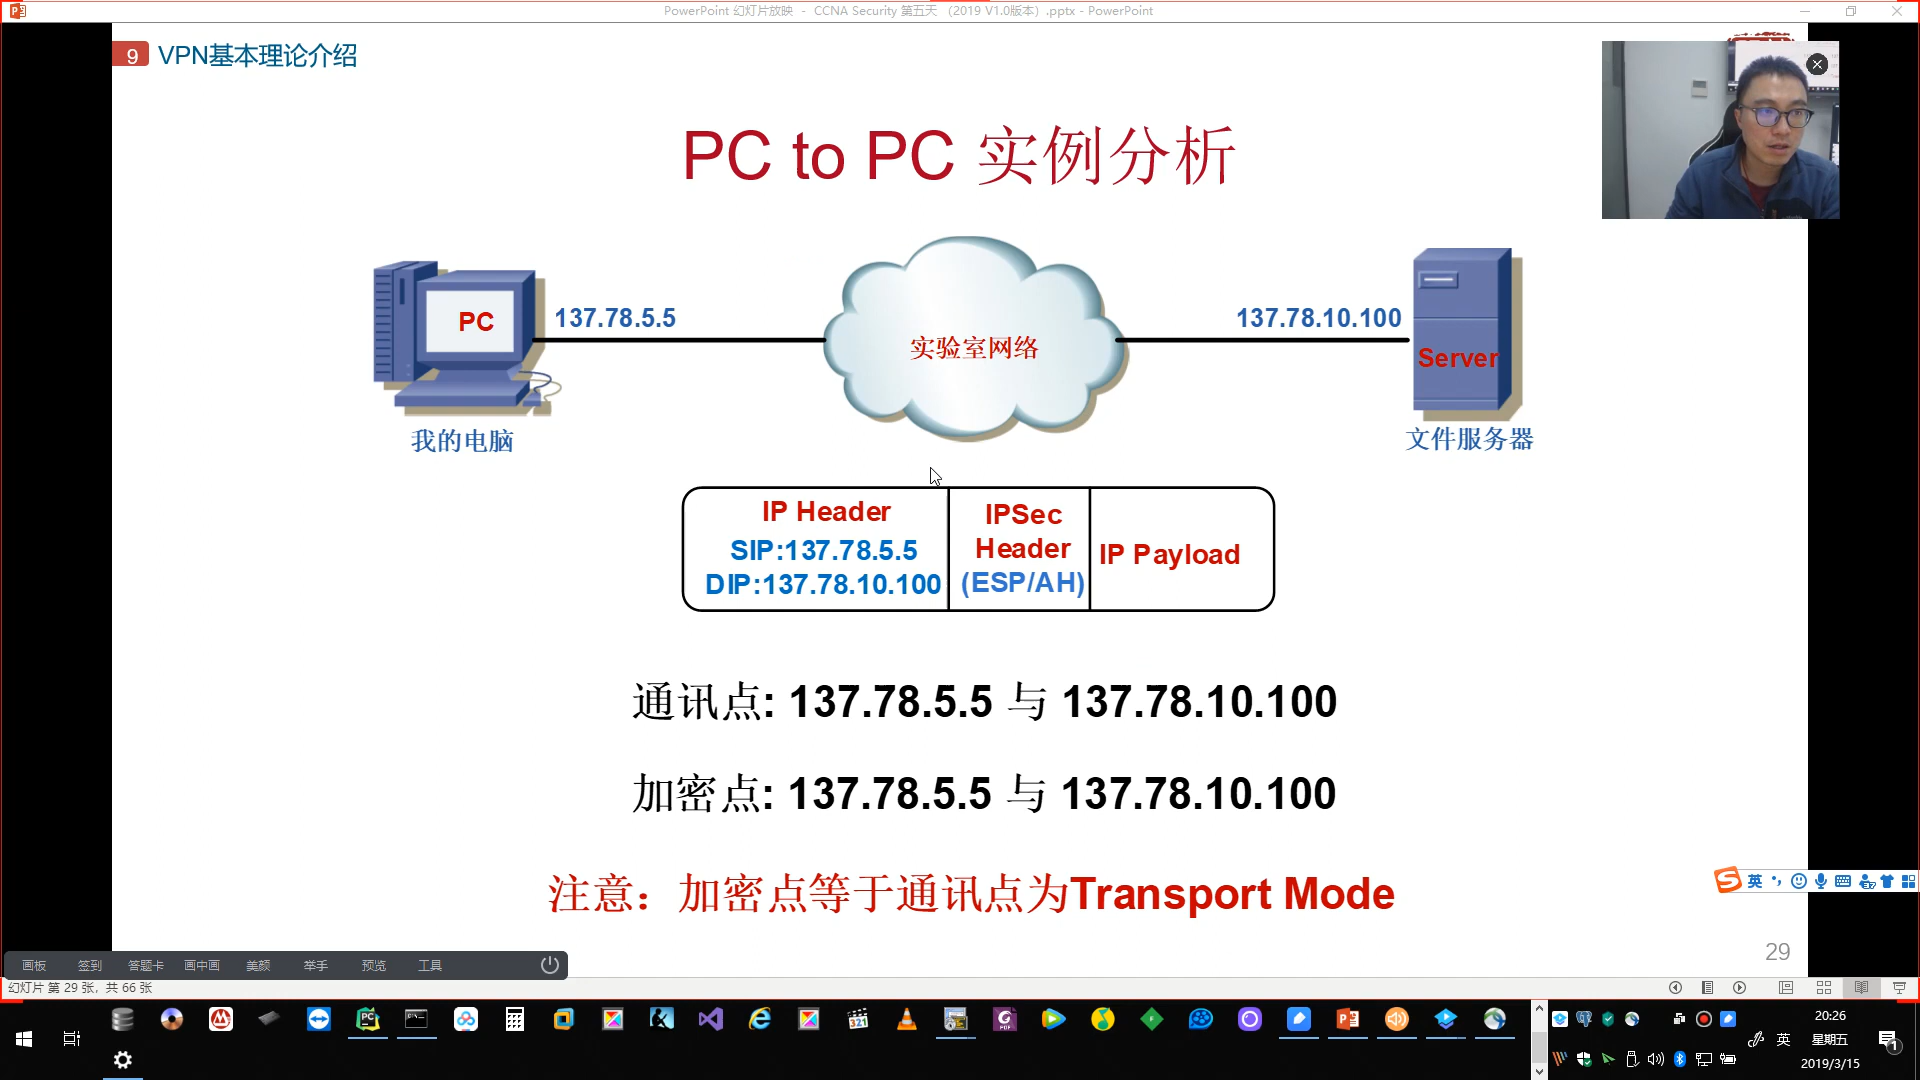 PowerPoint 幻灯片放映 - CCNA Security 第五天 （2019 V1.0版本）.pptx - PowerPoint
9 VPN基本理论介绍
PC to PC 实例分析
PC
137.78.5.5
实验室网络
137.78.10.100
Server
我的电脑
文件服务器
IP Header
SIP:137.78.5.5
DIP:137.78.10.100
IPSec
Header
(ESP/AH)
IP Payload
通讯点: 137.78.5.5 与 137.78.10.100
加密点: 137.78.5.5 与 137.78.10.100
注意：加密点等于通讯点为Transport Mode
英
29
画板 签到 答题卡 画中画 美颜 举手 预览 工具
幻灯片 第 29 张，共 66 张
20:26
英 星期五
2019/3/15
1